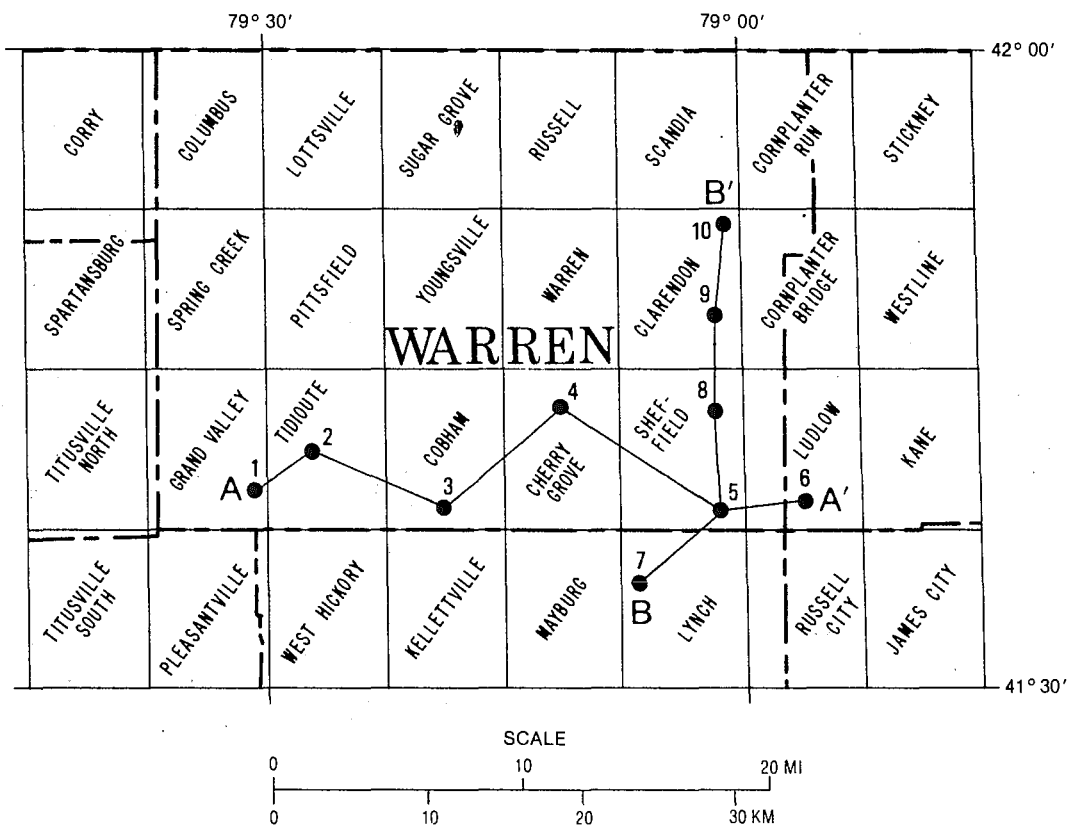 79° 30′
79° 00′
42° 00′
CORRY
COLUMBUS
LOTTSVILLE
SUGAR GROVE
RUSSELL
SCANDIA
CORNPLANTER
RUN
STICKNEY
B′
10
SPARTANSBURG
SPRING CREEK
PITTSFIELD
YOUNGSVILLE
WARREN
CLARENDON
9
CORNPLANTER
BRIDGE
WESTLINE
WARREN
TITUSVILLE
NORTH
GRAND VALLEY
TIDIOUTE
2
COBHAM
4
CHERRY
GROVE
SHEF-
FIELD
8
LUDLOW
KANE
A
1
3
5
6
A′
7
B
TITUSVILLE
SOUTH
PLEASANTVILLE
WEST HICKORY
KELLETTVILLE
MAYBURG
LYNCH
RUSSELL
CITY
JAMES CITY
41° 30′
SCALE
0 10 20 MI
0 10 20 30 KM